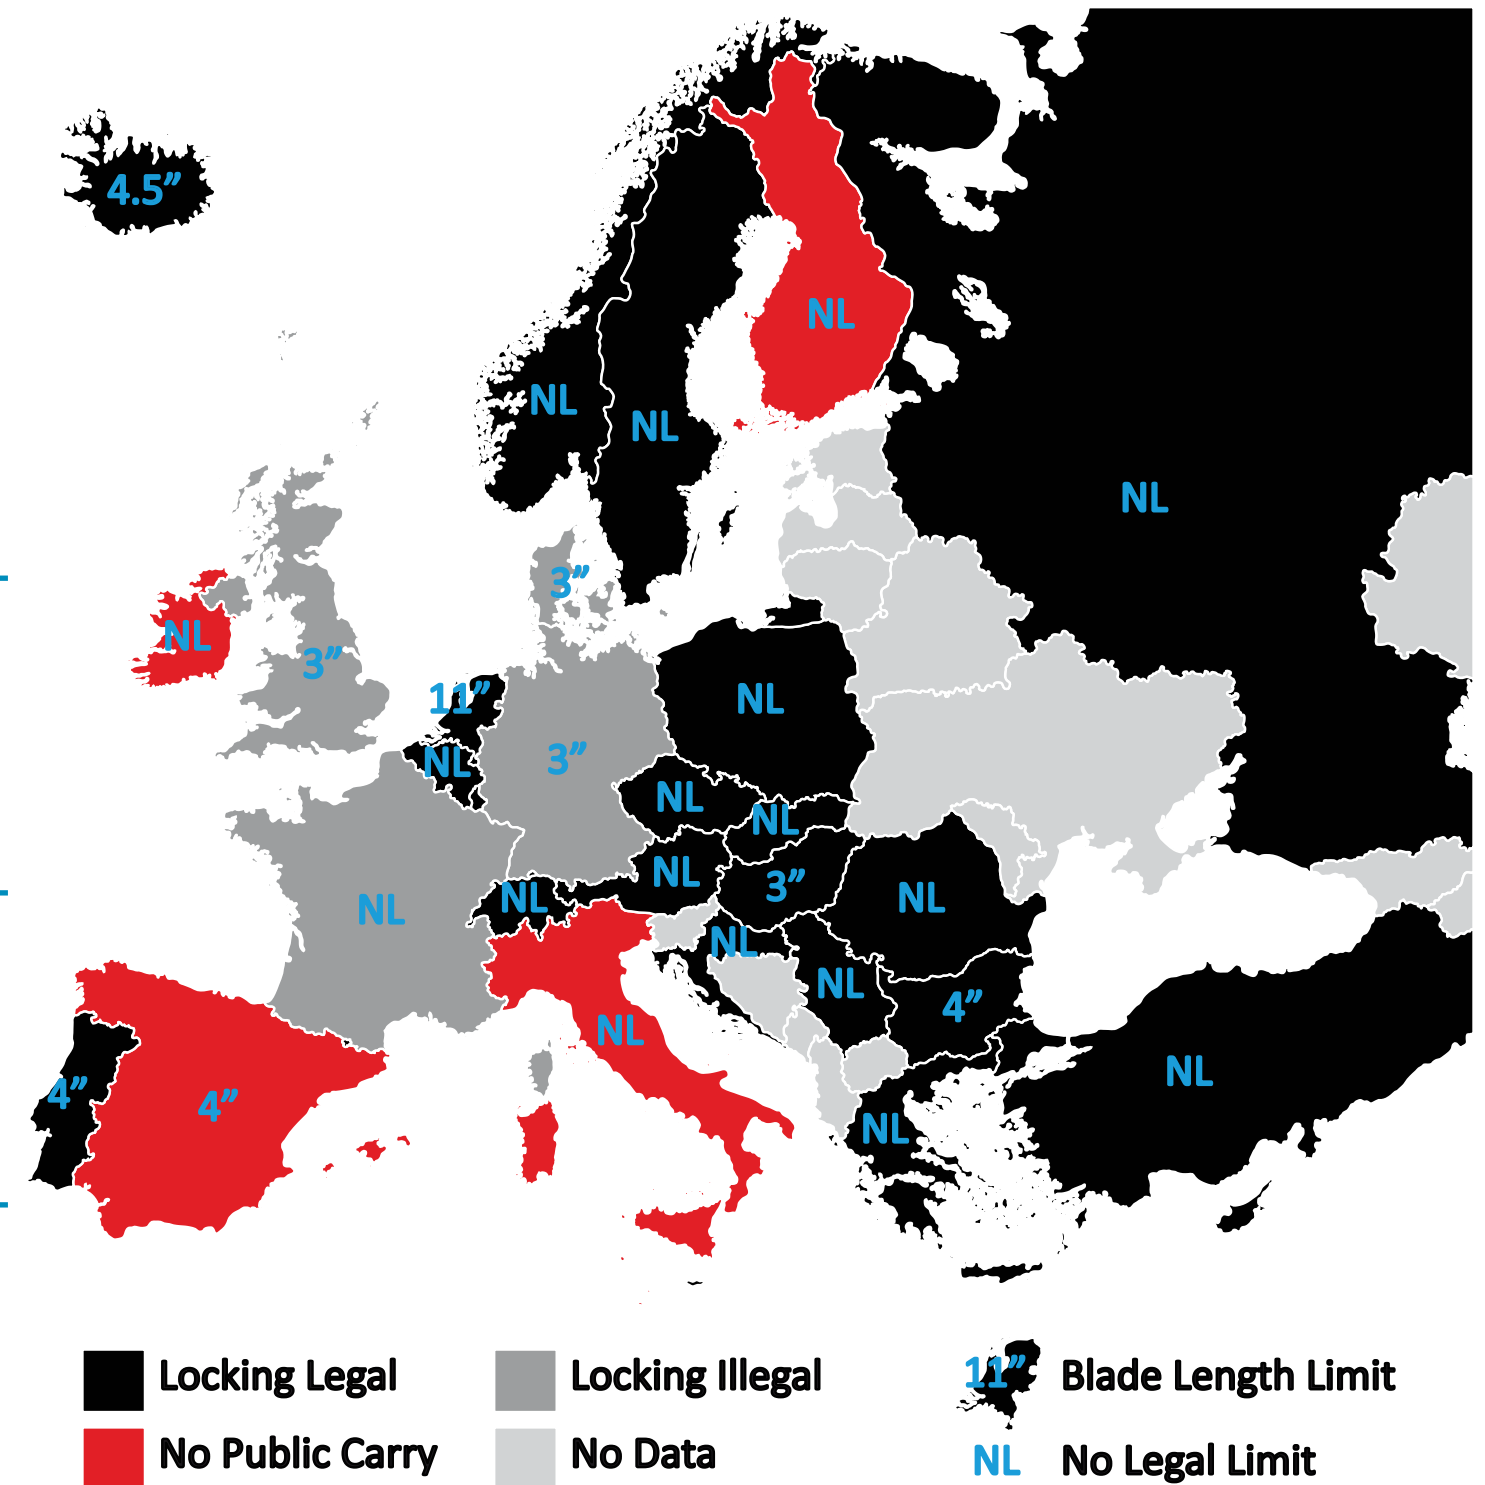 4.5”
NL
NL
NL
NL
3”
NL
3”
11”
NL
NL
3”
NL
NL
NL
3”
NL
NL
NL
NL
NL
4”
NL
NL
4”
4”
NL
NL
Locking Legal
Locking Illegal
11”
Blade Length Limit
No Public Carry
No Data
NL
No Legal Limit